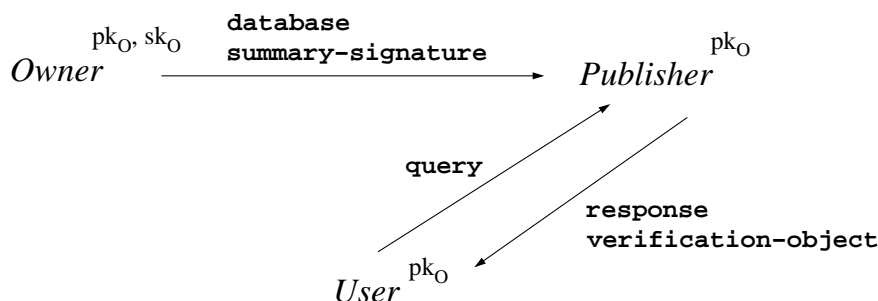 Owner pk_O, sk_O
database
summary-signature
Publisher pk_O
query
response
verification-object
User pk_O